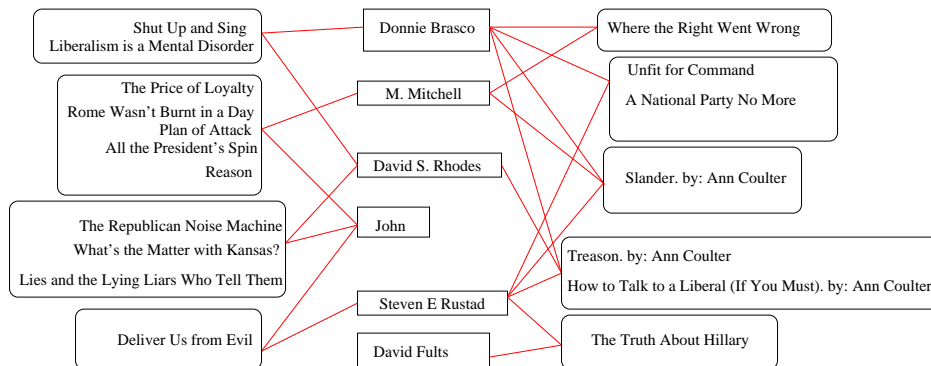 Shut Up and Sing
Liberalism is a Mental Disorder
The Price of Loyalty
Rome Wasn't Burnt in a Day
Plan of Attack
All the President's Spin
Reason
The Republican Noise Machine
What's the Matter with Kansas?
Lies and the Lying Liars Who Tell Them
Deliver Us from Evil
Donnie Brasco
M. Mitchell
David S. Rhodes
John
Steven E Rustad
David Fults
Where the Right Went Wrong
Unfit for Command
A National Party No More
Slander. by: Ann Coulter
Treason. by: Ann Coulter
How to Talk to a Liberal (If You Must). by: Ann Coulter
The Truth About Hillary